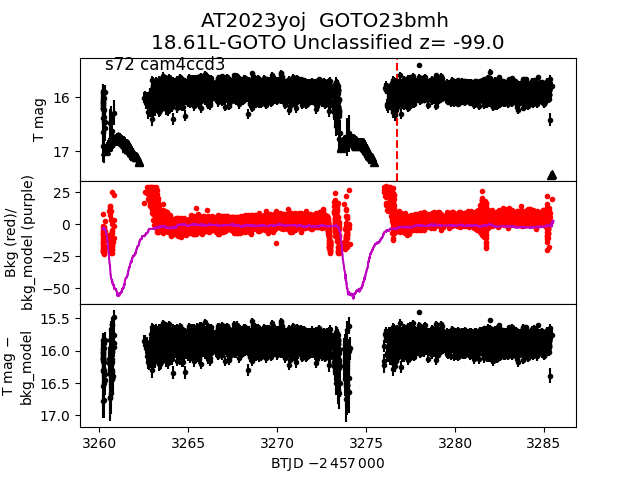 AT2023yoj  GOTO23bmh
18.61L-GOTO Unclassified z= -99.0
s72 cam4ccd3
T mag
16
17
Bkg (red)/
bkg_model (purple)
25
0
−25
−50
T mag −
bkg_model
15.5
16.0
16.5
17.0
3260 3265 3270 3275 3280 3285
BTJD −2 457 000